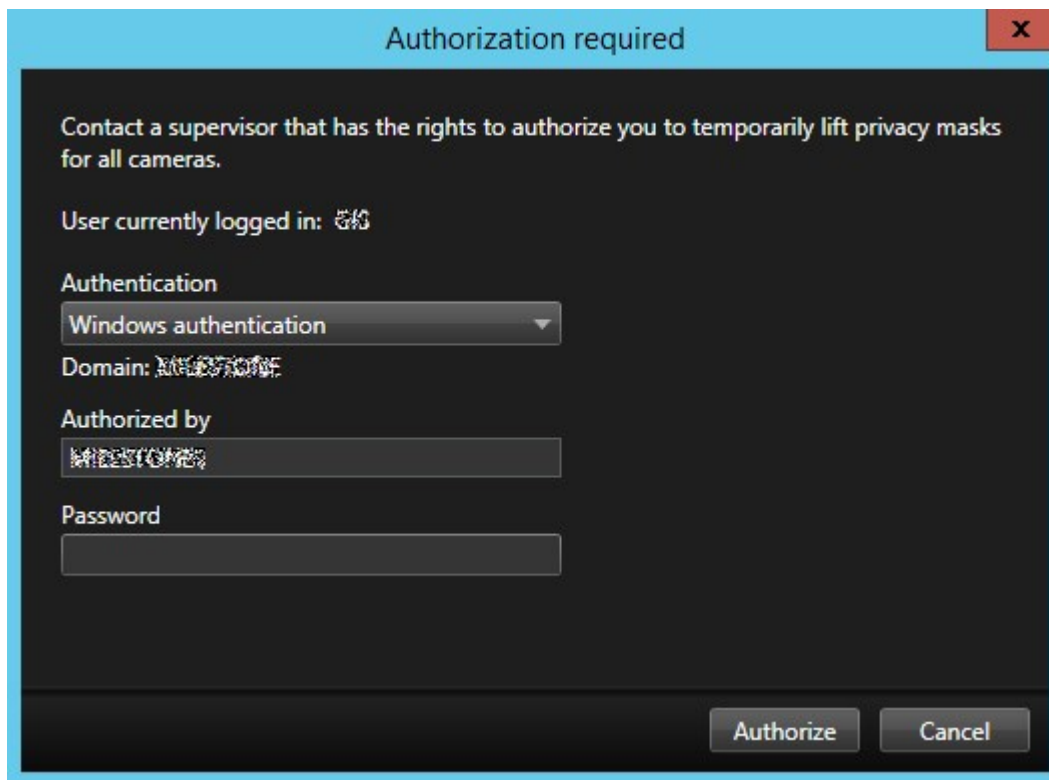 Authorization required
x
Contact a supervisor that has the rights to authorize you to temporarily lift privacy masks
for all cameras.
User currently logged in:
Authentication
Windows authentication
Domain:
Authorized by
Password
Authorize
Cancel